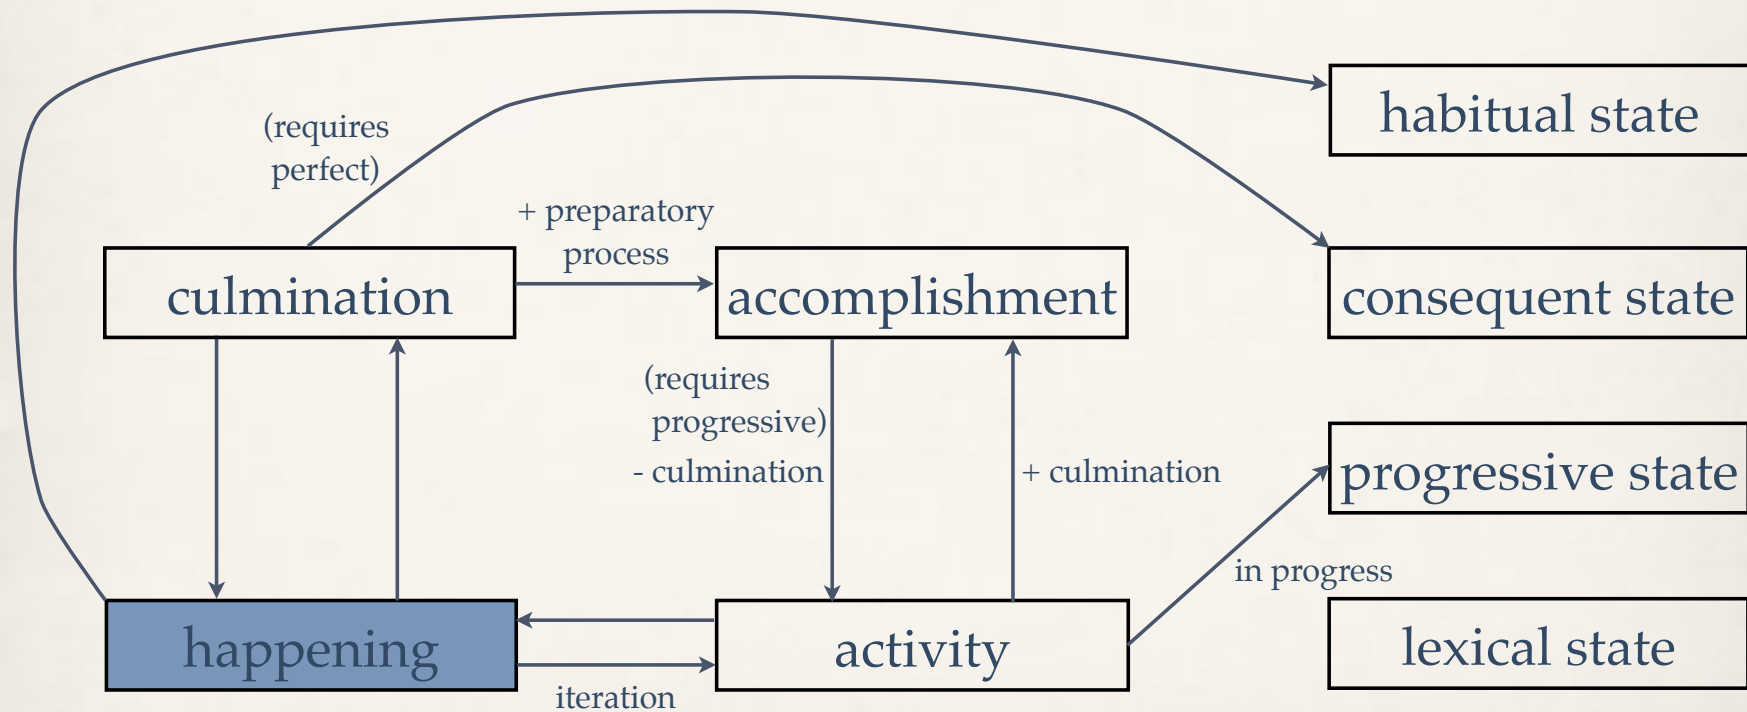 habitual state
(requires
perfect)
+ preparatory
process
culmination
accomplishment
consequent state
(requires
progressive)
- culmination
+ culmination
progressive state
in progress
happening
activity
lexical state
iteration